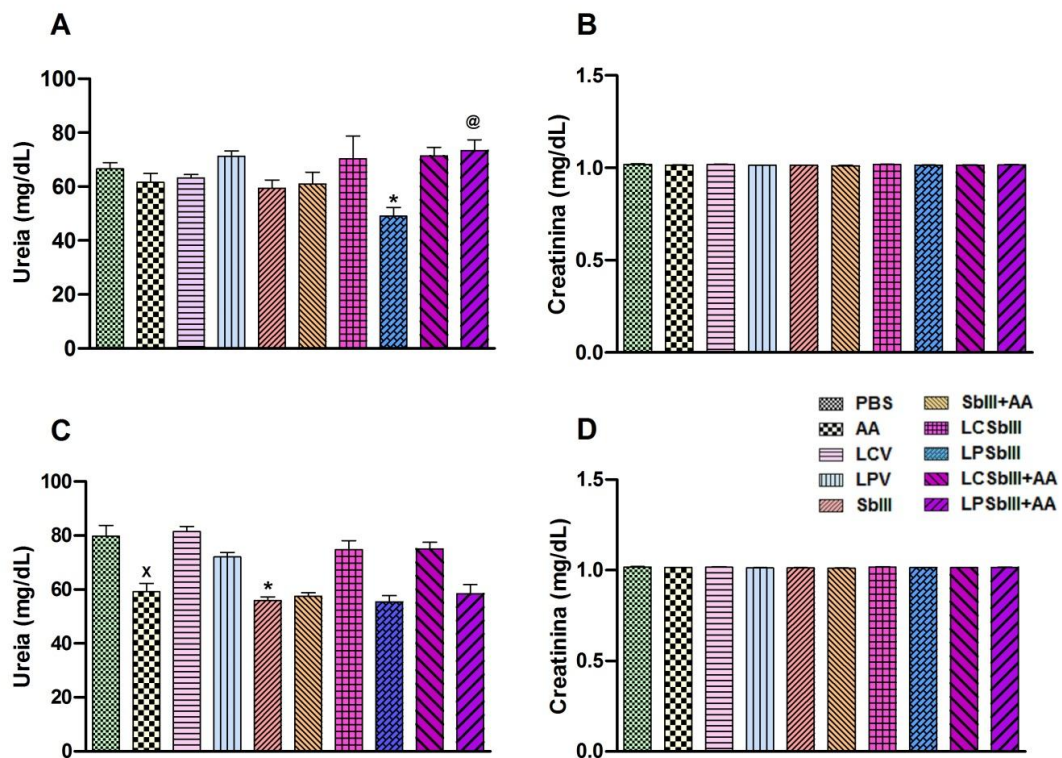 A
Ureia (mg/dL)
100
80
60
40
20
0
*
@
B
Creatinina (mg/dL)
1.5
1.0
0.5
0.0
PBS
AA
LCV
LPV
SbIII
SbIII+AA
LCSbIII
LPSbIII
LCSbIII+AA
LPSbIII+AA
C
Ureia (mg/dL)
100
80
60
40
20
0
x
*
D
Creatinina (mg/dL)
1.5
1.0
0.5
0.0